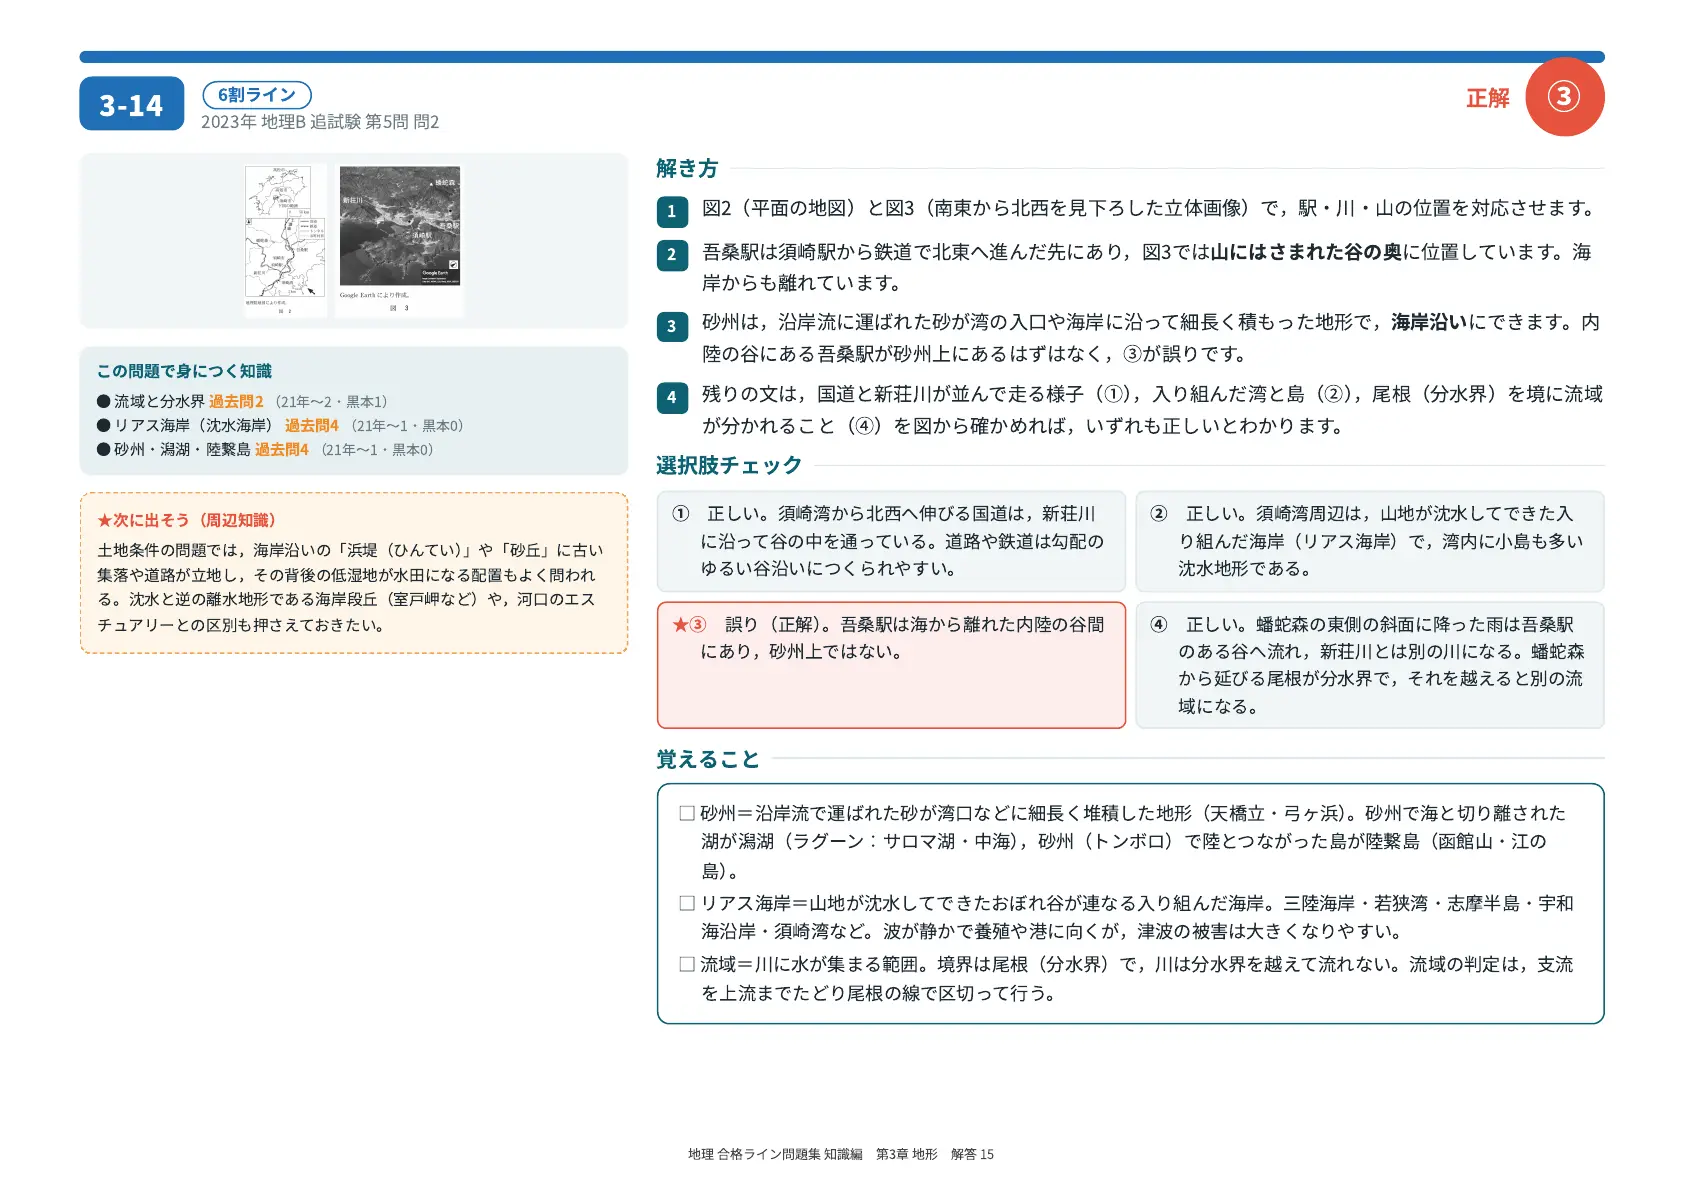 3-14
6割ライン
2023年 地理B 追試験 第5問 問2
正解 ③
新荘川
蟠蛇森
吾桑駅
須崎駅
Google Earth
Google Earth により作成。
図 3
図 2
この問題で身につく知識
● 流域と分水界 過去問2 （21年〜2・黒本1）
● リアス海岸（沈水海岸） 過去問4 （21年〜1・黒本0）
● 砂州・潟湖・陸繋島 過去問4 （21年〜1・黒本0）
★次に出そう（周辺知識）
土地条件の問題では，海岸沿いの「浜堤（ひんてい）」や「砂丘」に古い
集落や道路が立地し，その背後の低湿地が水田になる配置もよく問われ
る。沈水と逆の離水地形である海岸段丘（室戸岬など）や，河口のエス
チュアリーとの区別も押さえておきたい。
解き方
1 図2（平面の地図）と図3（南東から北西を見下ろした立体画像）で，駅・川・山の位置を対応させます。
2 吾桑駅は須崎駅から鉄道で北東へ進んだ先にあり，図3では山にはさまれた谷の奥に位置しています。海
岸からも離れています。
3 砂州は，沿岸流に運ばれた砂が湾の入口や海岸に沿って細長く積もった地形で，海岸沿いにできます。内
陸の谷にある吾桑駅が砂州上にあるはずはなく，③が誤りです。
4 残りの文は，国道と新荘川が並んで走る様子（①），入り組んだ湾と島（②），尾根（分水界）を境に流域
が分かれること（④）を図から確かめれば，いずれも正しいとわかります。
選択肢チェック
① 正しい。須崎湾から北西へ伸びる国道は，新荘川
に沿って谷の中を通っている。道路や鉄道は勾配の
ゆるい谷沿いにつくられやすい。
② 正しい。須崎湾周辺は，山地が沈水してできた入
り組んだ海岸（リアス海岸）で，湾内に小島も多い
沈水地形である。
★③ 誤り（正解）。吾桑駅は海から離れた内陸の谷間
にあり，砂州上ではない。
④ 正しい。蟠蛇森の東側の斜面に降った雨は吾桑駅
のある谷へ流れ，新荘川とは別の川になる。蟠蛇森
から延びる尾根が分水界で，それを越えると別の流
域になる。
覚えること
□ 砂州＝沿岸流で運ばれた砂が湾口などに細長く堆積した地形（天橋立・弓ヶ浜）。砂州で海と切り離された
湖が潟湖（ラグーン：サロマ湖・中海），砂州（トンボロ）で陸とつながった島が陸繋島（函館山・江の
島）。
□ リアス海岸＝山地が沈水してできたおぼれ谷が連なる入り組んだ海岸。三陸海岸・若狭湾・志摩半島・宇和
海沿岸・須崎湾など。波が静かで養殖や港に向くが，津波の被害は大きくなりやすい。
□ 流域＝川に水が集まる範囲。境界は尾根（分水界）で，川は分水界を越えて流れない。流域の判定は，支流
を上流までたどり尾根の線で区切って行う。
地理 合格ライン問題集 知識編 第3章 地形 解答 15